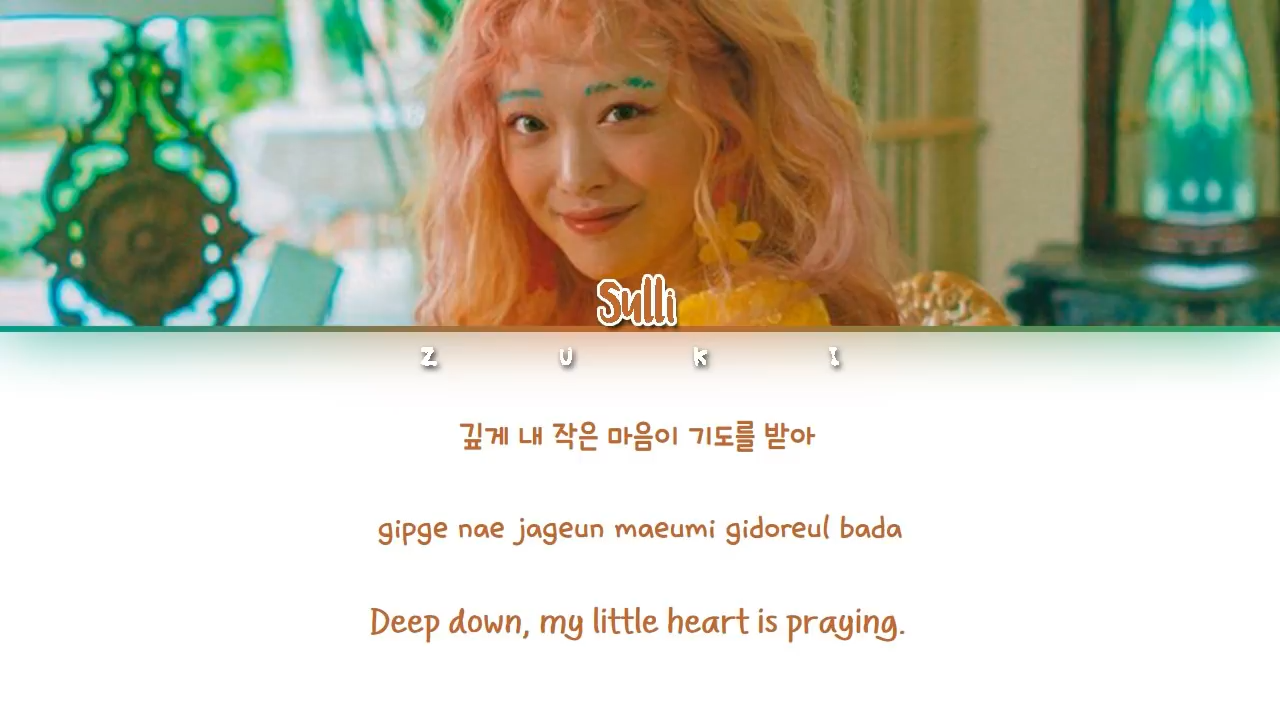 Sulli
Z U K I
깊게 내 작은 마음이 기도를 받아
gipge nae jageun maeumi gidoreul bada
Deep down, my little heart is praying.